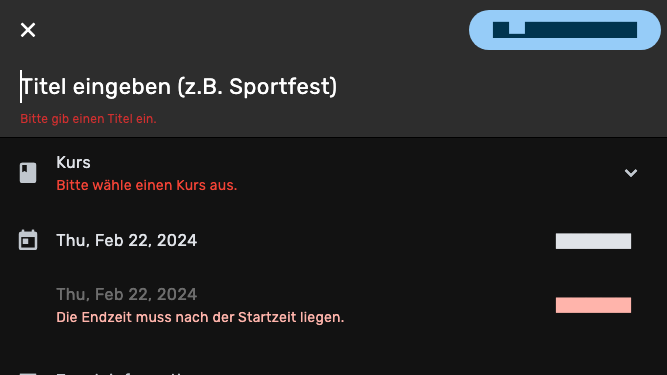 Titel eingeben (z.B. Sportfest)
Bitte gib einen Titel ein.
Kurs
Bitte wähle einen Kurs aus.
Thu, Feb 22, 2024
Thu, Feb 22, 2024
Die Endzeit muss nach der Startzeit liegen.